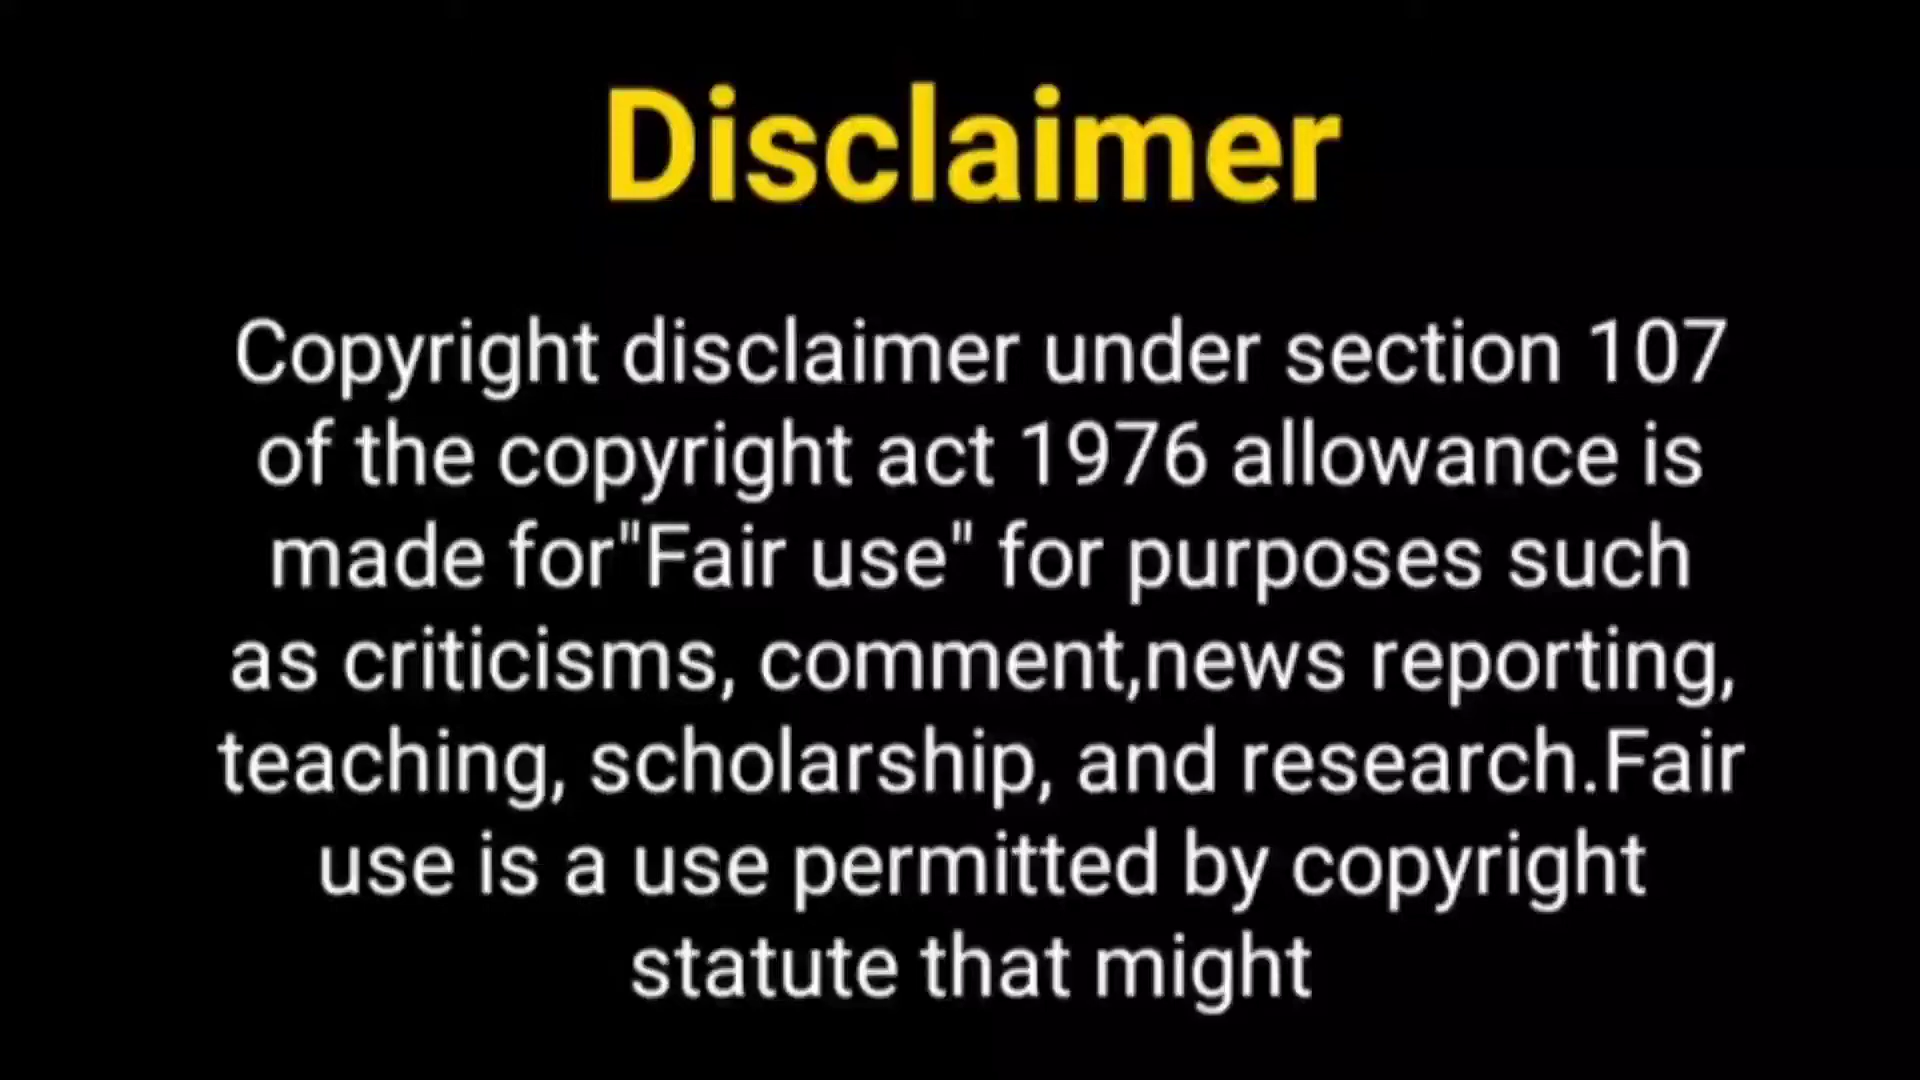 Disclaimer
Copyright disclaimer under section 107
of the copyright act 1976 allowance is
made for"Fair use" for purposes such
as criticisms, comment,news reporting,
teaching, scholarship, and research.Fair
use is a use permitted by copyright
statute that might